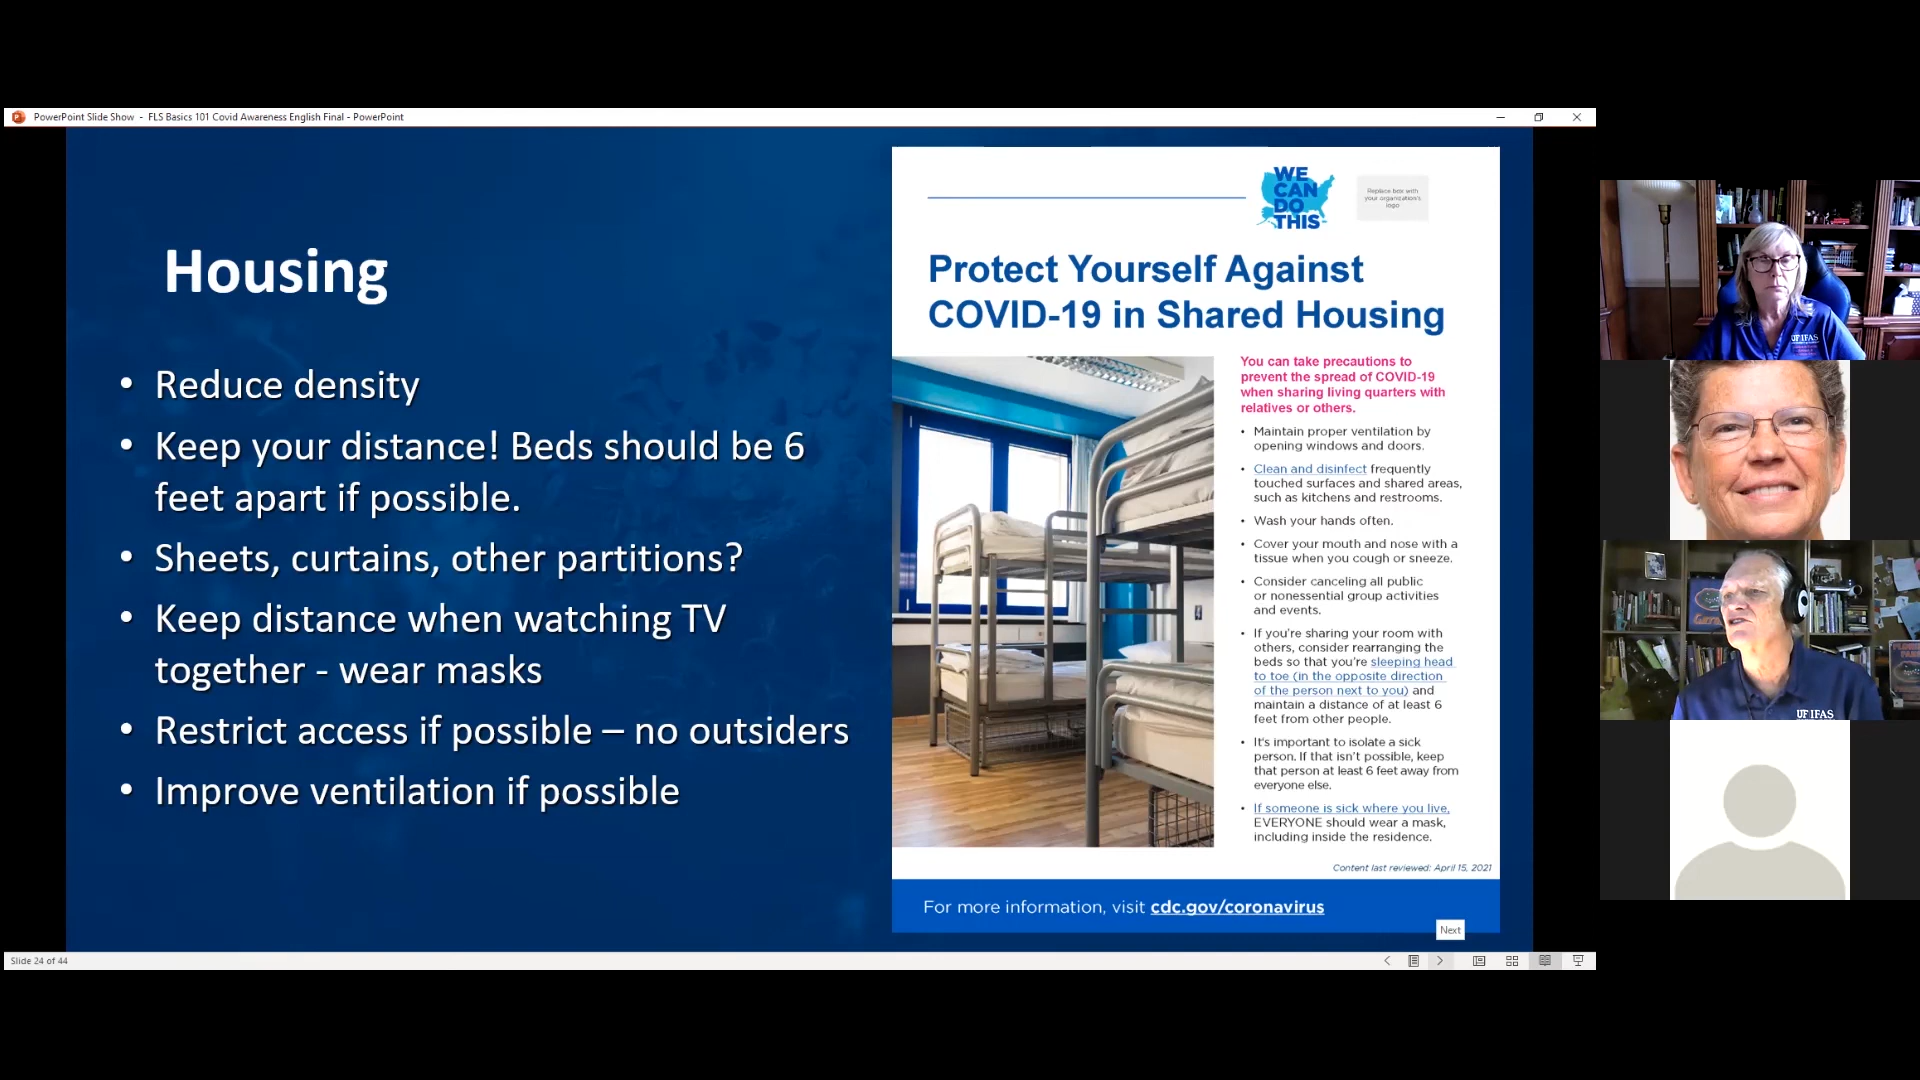 PowerPoint Slide Show - FLS Basics 101 Covid Awareness English Final - PowerPoint
Housing
• Reduce density
• Keep your distance! Beds should be 6
feet apart if possible.
• Sheets, curtains, other partitions?
• Keep distance when watching TV
together - wear masks
• Restrict access if possible – no outsiders
• Improve ventilation if possible
WE
CAN
DO
THIS
Replace box with
your organization's
logo
Protect Yourself Against
COVID-19 in Shared Housing
You can take precautions to
prevent the spread of COVID-19
when sharing living quarters with
relatives or others.
• Maintain proper ventilation by
opening windows and doors.
• Clean and disinfect frequently
touched surfaces and shared areas,
such as kitchens and restrooms.
• Wash your hands often.
• Cover your mouth and nose with a
tissue when you cough or sneeze.
• Consider canceling all public
or nonessential group activities
and events.
• If you're sharing your room with
others, consider rearranging the
beds so that you're sleeping head
to toe (in the opposite direction
of the person next to you) and
maintain a distance of at least 6
feet from other people.
• It's important to isolate a sick
person. If that isn't possible, keep
that person at least 6 feet away from
everyone else.
• If someone is sick where you live,
EVERYONE should wear a mask,
including inside the residence.
Content last reviewed: April 15, 2021
For more information, visit cdc.gov/coronavirus
Next
Slide 24 of 44
UF IFAS
UF IFAS